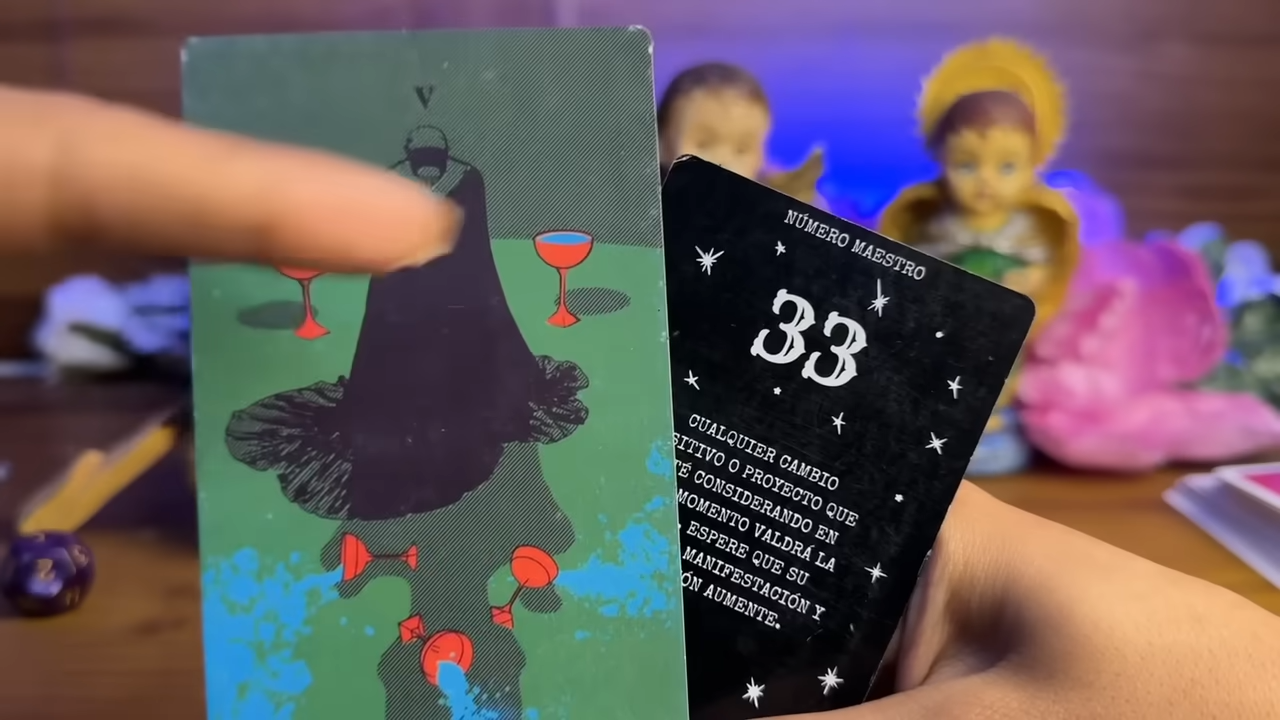 V
NÚMERO MAESTRO
33
CUALQUIER CAMBIO
SITIVO O PROYECTO QUE
TÉ CONSIDERANDO EN
MOMENTO VALDRÁ LA
ESPERE QUE SU
MANIFESTACIÓN Y
ÓN AUMENTE.